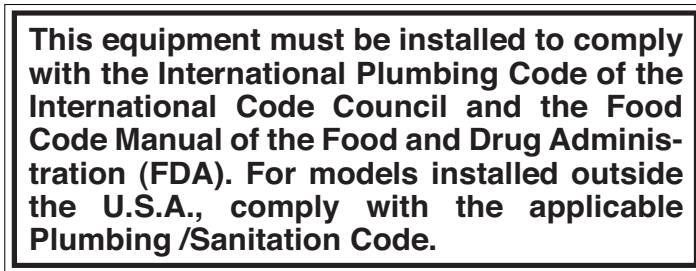 This equipment must be installed to comply
with the International Plumbing Code of the
International Code Council and the Food
Code Manual of the Food and Drug Adminis-
tration (FDA). For models installed outside
the U.S.A., comply with the applicable
Plumbing /Sanitation Code.